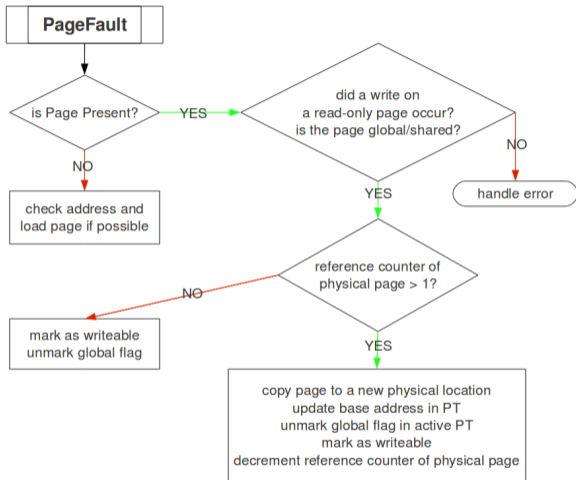 PageFault
is Page Present?
YES
did a write on
a read-only page occur?
is the page global/shared?
NO
NO
check address and
load page if possible
handle error
YES
reference counter of
physical page > 1?
NO
mark as writeable
unmark global flag
YES
copy page to a new physical location
update base address in PT
unmark global flag in active PT
mark as writeable
decrement reference counter of physical page